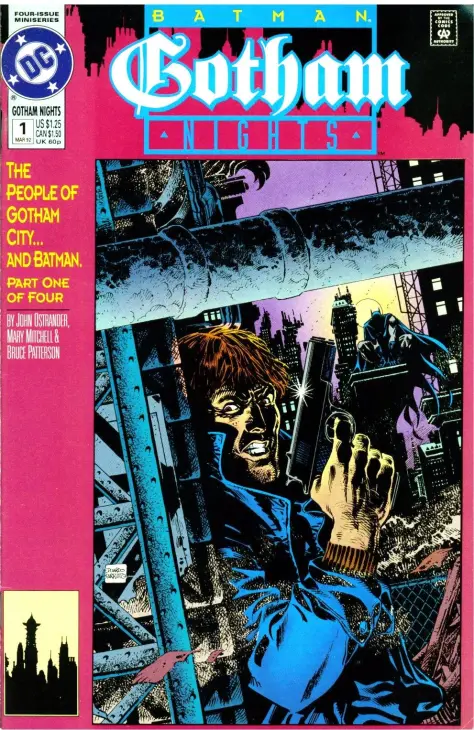 FOUR-ISSUE
MINISERIES
DC
GOTHAM NIGHTS
1
MAR 92
US $1.25
CAN $1.50
UK 60p
BATMAN
Gotham
NIGHTS
APPROVED
BY THE
COMICS
CODE
CA
AUTHORITY
THE
PEOPLE OF
GOTHAM
CITY...
AND BATMAN.
PART ONE
OF FOUR
BY JOHN OSTRANDER,
MARY MITCHELL &
BRUCE PATTERSON